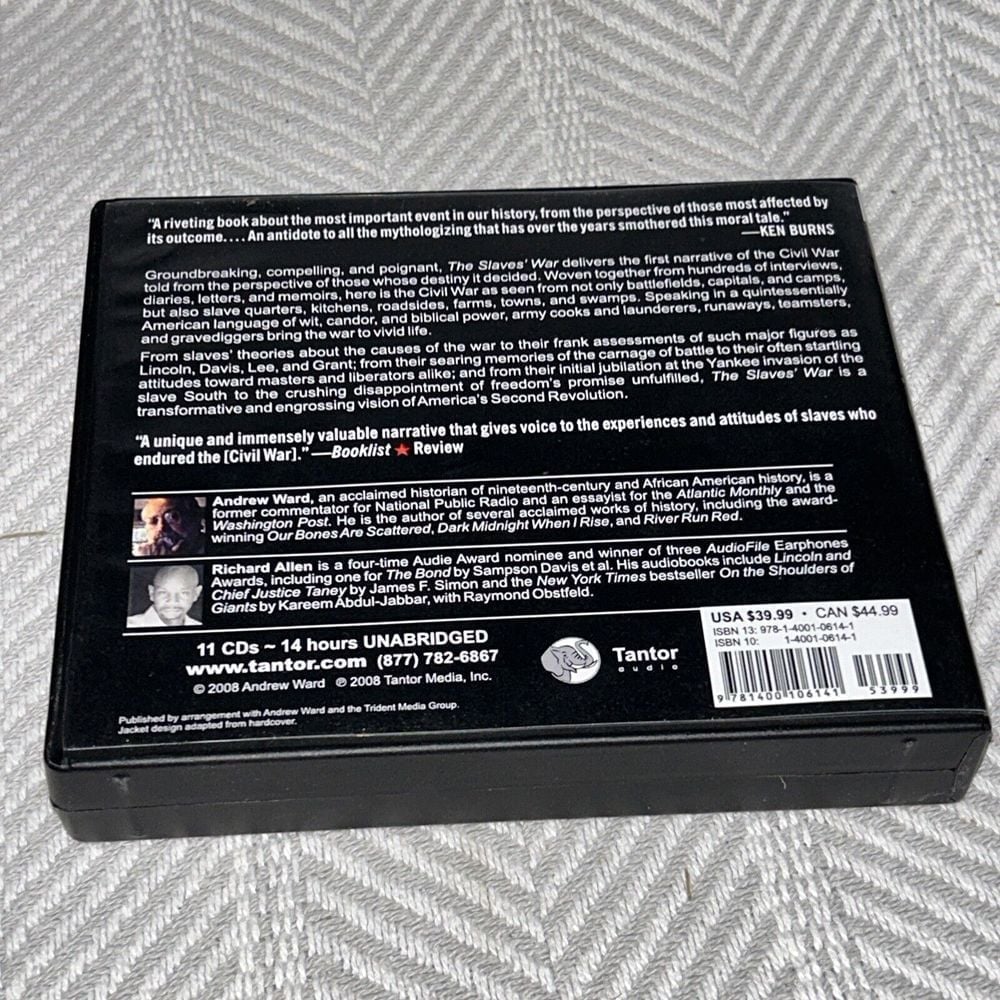 "A riveting book about the most important event in our history, from the perspective of those most affected by
its outcome.... An antidote to all the mythologizing that has over the years smothered this moral tale."
—KEN BURNS
Groundbreaking, compelling, and poignant, The Slaves' War delivers the first narrative of the Civil War
told from the perspective of those whose destiny it decided. Woven together from hundreds of interviews,
diaries, letters, and memoirs, here is the Civil War as seen from not only battlefields, capitals, and camps,
but also slave quarters, kitchens, roadsides, farms, towns, and swamps. Speaking in a quintessentially
American language of wit, candor, and biblical power, army cooks and launderers, runaways, teamsters,
and gravediggers bring the war to vivid life.
From slaves' theories about the causes of the war to their frank assessments of such major figures as
Lincoln, Davis, Lee, and Grant; from their searing memories of the carnage of battle to their often startling
attitudes toward masters and liberators alike; and from their initial jubilation at the Yankee invasion of the
slave South to the crushing disappointment of freedom's promise unfulfilled, The Slaves' War is a
transformative and engrossing vision of America's Second Revolution.
"A unique and immensely valuable narrative that gives voice to the experiences and attitudes of slaves who
endured the [Civil War]." —Booklist ★ Review
Andrew Ward, an acclaimed historian of nineteenth-century and African American history, is a
former commentator for National Public Radio and an essayist for the Atlantic Monthly and the
Washington Post. He is the author of several acclaimed works of history, including the award-
winning Our Bones Are Scattered, Dark Midnight When I Rise, and River Run Red.
Richard Allen is a four-time Audie Award nominee and winner of three AudioFile Earphones
Awards, including one for The Bond by Sampson Davis et al. His audiobooks include Lincoln and
Chief Justice Taney by James F. Simon and the New York Times bestseller On the Shoulders of
Giants by Kareem Abdul-Jabbar, with Raymond Obstfeld.
11 CDs ~ 14 hours UNABRIDGED
www.tantor.com (877) 782-6867
© 2008 Andrew Ward ℗ 2008 Tantor Media, Inc.
Published by arrangement with Andrew Ward and the Trident Media Group.
Jacket design adapted from hardcover.
Tantor
audio
USA $39.99 • CAN $44.99
ISBN 13: 978-1-4001-0614-1
ISBN 10: 1-4001-0614-1
9 781400 106141
53999